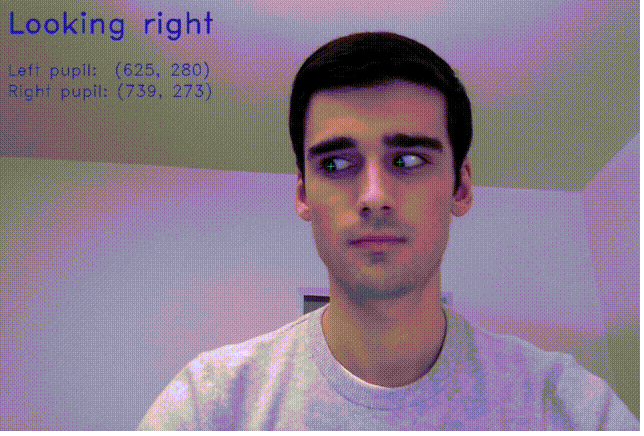 Looking right
Left pupil: (625, 280)
Right pupil: (739, 273)